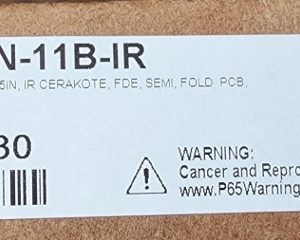 N-11B-IR
5IN, IR CERAKOTE, FDE, SEMI, FOLD PCB,
30
WARNING:
Cancer and Repro
www.P65Warning